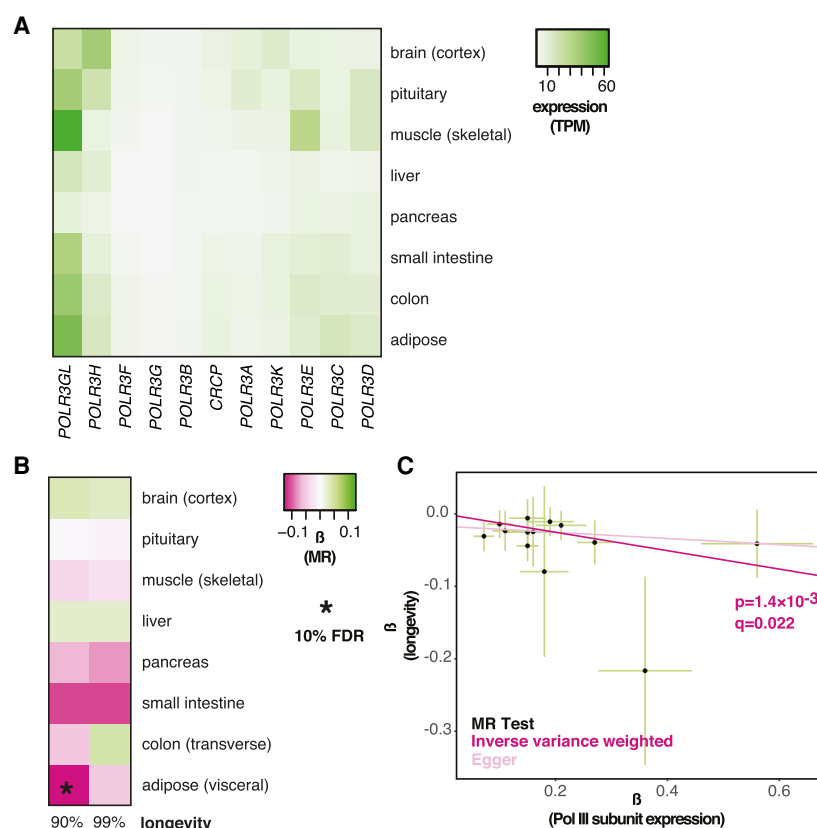 A
brain (cortex)
pituitary
muscle (skeletal)
liver
pancreas
small intestine
colon
adipose
10 60
expression
(TPM)
POLR3GL POLR3H POLR3F POLR3G POLR3B CRCP POLR3A POLR3K POLR3E POLR3C POLR3D
B
brain (cortex)
pituitary
muscle (skeletal)
liver
pancreas
small intestine
colon (transverse)
adipose (visceral)
*
90% 99% longevity
−0.1 0.1
ß
(MR)
*
10% FDR
C
0.0
-0.1
-0.2
-0.3
ß
(longevity)
p=1.4×10-3
q=0.022
MR Test
Inverse variance weighted
Egger
0.2 0.4 0.6
ß
(Pol III subunit expression)